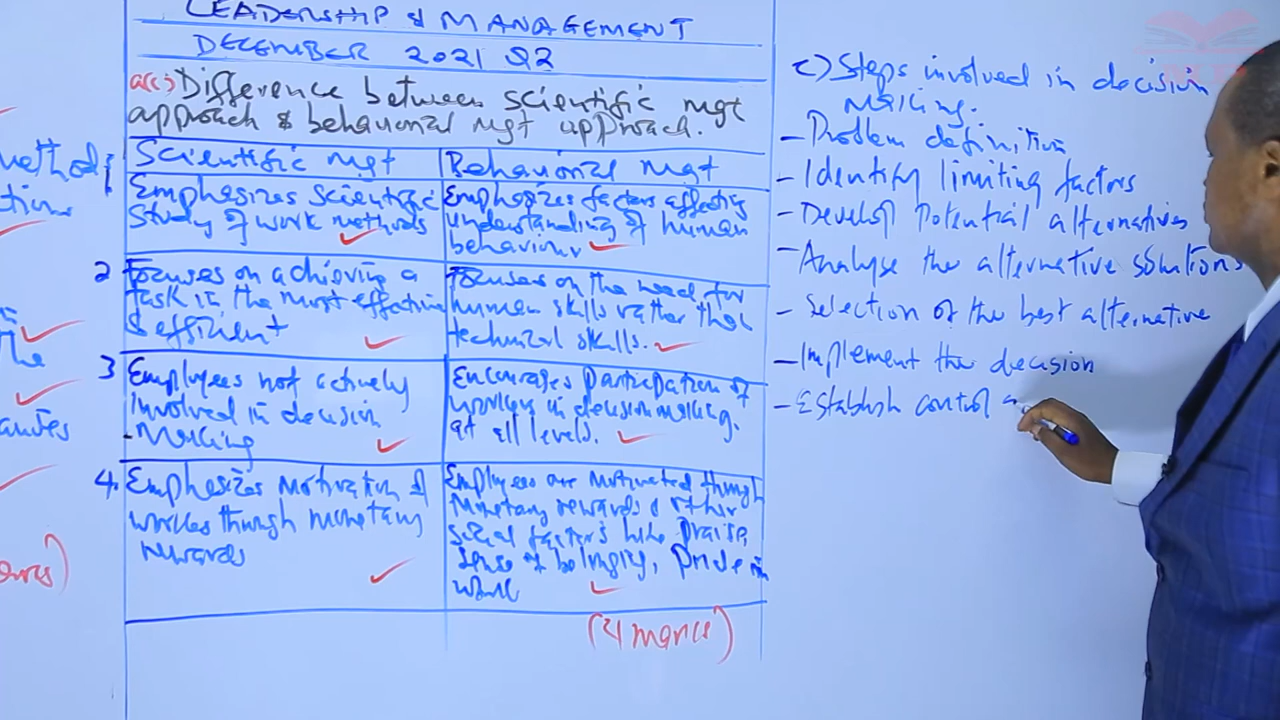 LEADERSHIP & MANAGEMENT
DECEMBER 2021 Q2
a(i) Difference between scientific mgt
approach & behavioral mgt approach.
Scientific mgt
Behavioral mgt
Emphasizes scientific
study of work methods
Emphasizes factors affecting
understanding of human
behaviour
2 Focuses on achieving a
task in the most effective
& efficient
Focuses on the need for
human skills rather than
technical skills.
3 Employees not actively
involved in decision
- Making
Encourages participation of
workers in decision making
at all levels.
4. Emphasizes motivation of
workers through monetary
rewards
Employees are motivated through
Monetary rewards & other
social factors like praise,
sense of belonging, pride in
work
(4 marks)
c) Steps involved in decision
Making.
- Problem definition
- Identify limiting factors
- Develop Potential alternatives
- Analyse the alternative solutions
- Selection of the best alternative
- Implement the decision
- Establish control
method
The